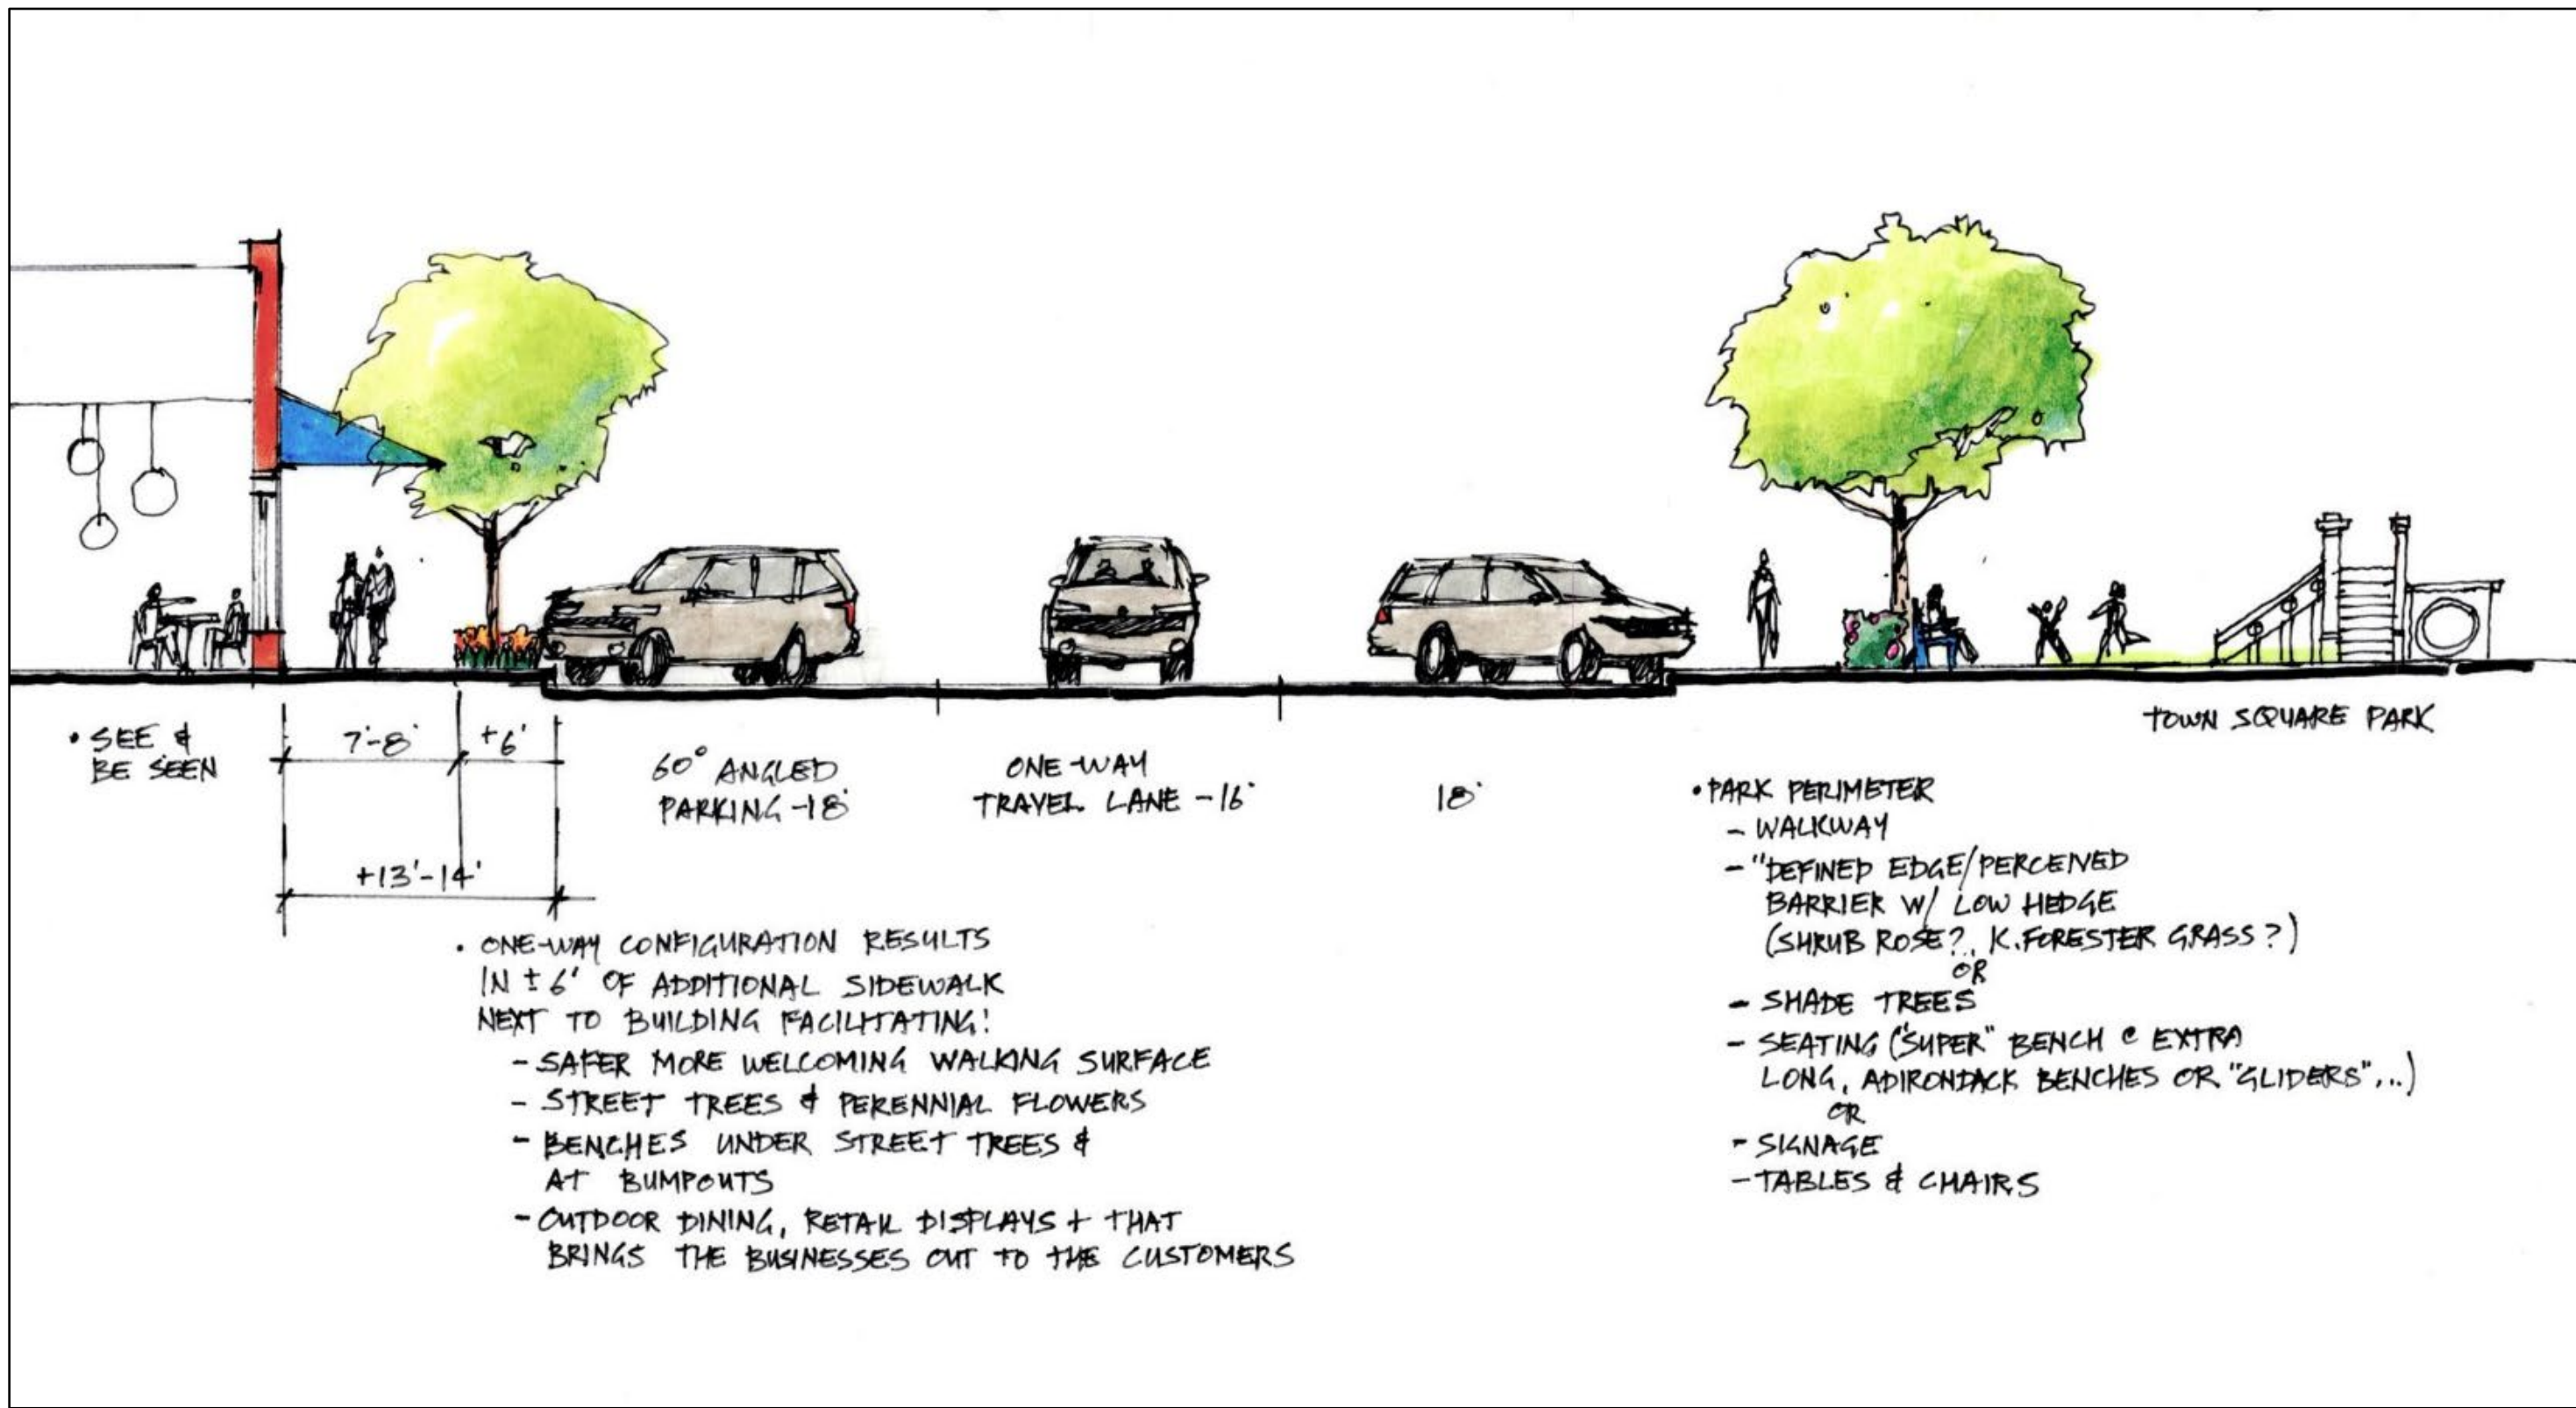 • SEE &
BE SEEN
7'-8'
+6'
+13'-14'
60° ANGLED
PARKING -18'
ONE-WAY
TRAVEL LANE -16'
18'
TOWN SQUARE PARK
• ONE-WAY CONFIGURATION RESULTS
IN ± 6' OF ADDITIONAL SIDEWALK
NEXT TO BUILDING FACILITATING:
- SAFER MORE WELCOMING WALKING SURFACE
- STREET TREES & PERENNIAL FLOWERS
- BENCHES UNDER STREET TREES &
AT BUMPOUTS
- OUTDOOR DINING, RETAIL DISPLAYS + THAT
BRINGS THE BUSINESSES OUT TO THE CUSTOMERS
• PARK PERIMETER
- WALKWAY
- "DEFINED EDGE/PERCEIVED
BARRIER W/ LOW HEDGE
(SHRUB ROSE?, K.FORESTER GRASS?)
OR
- SHADE TREES
- SEATING ("SUPER" BENCH @ EXTRA
LONG, ADIRONDACK BENCHES OR "GLIDERS"...)
OR
- SIGNAGE
- TABLES & CHAIRS